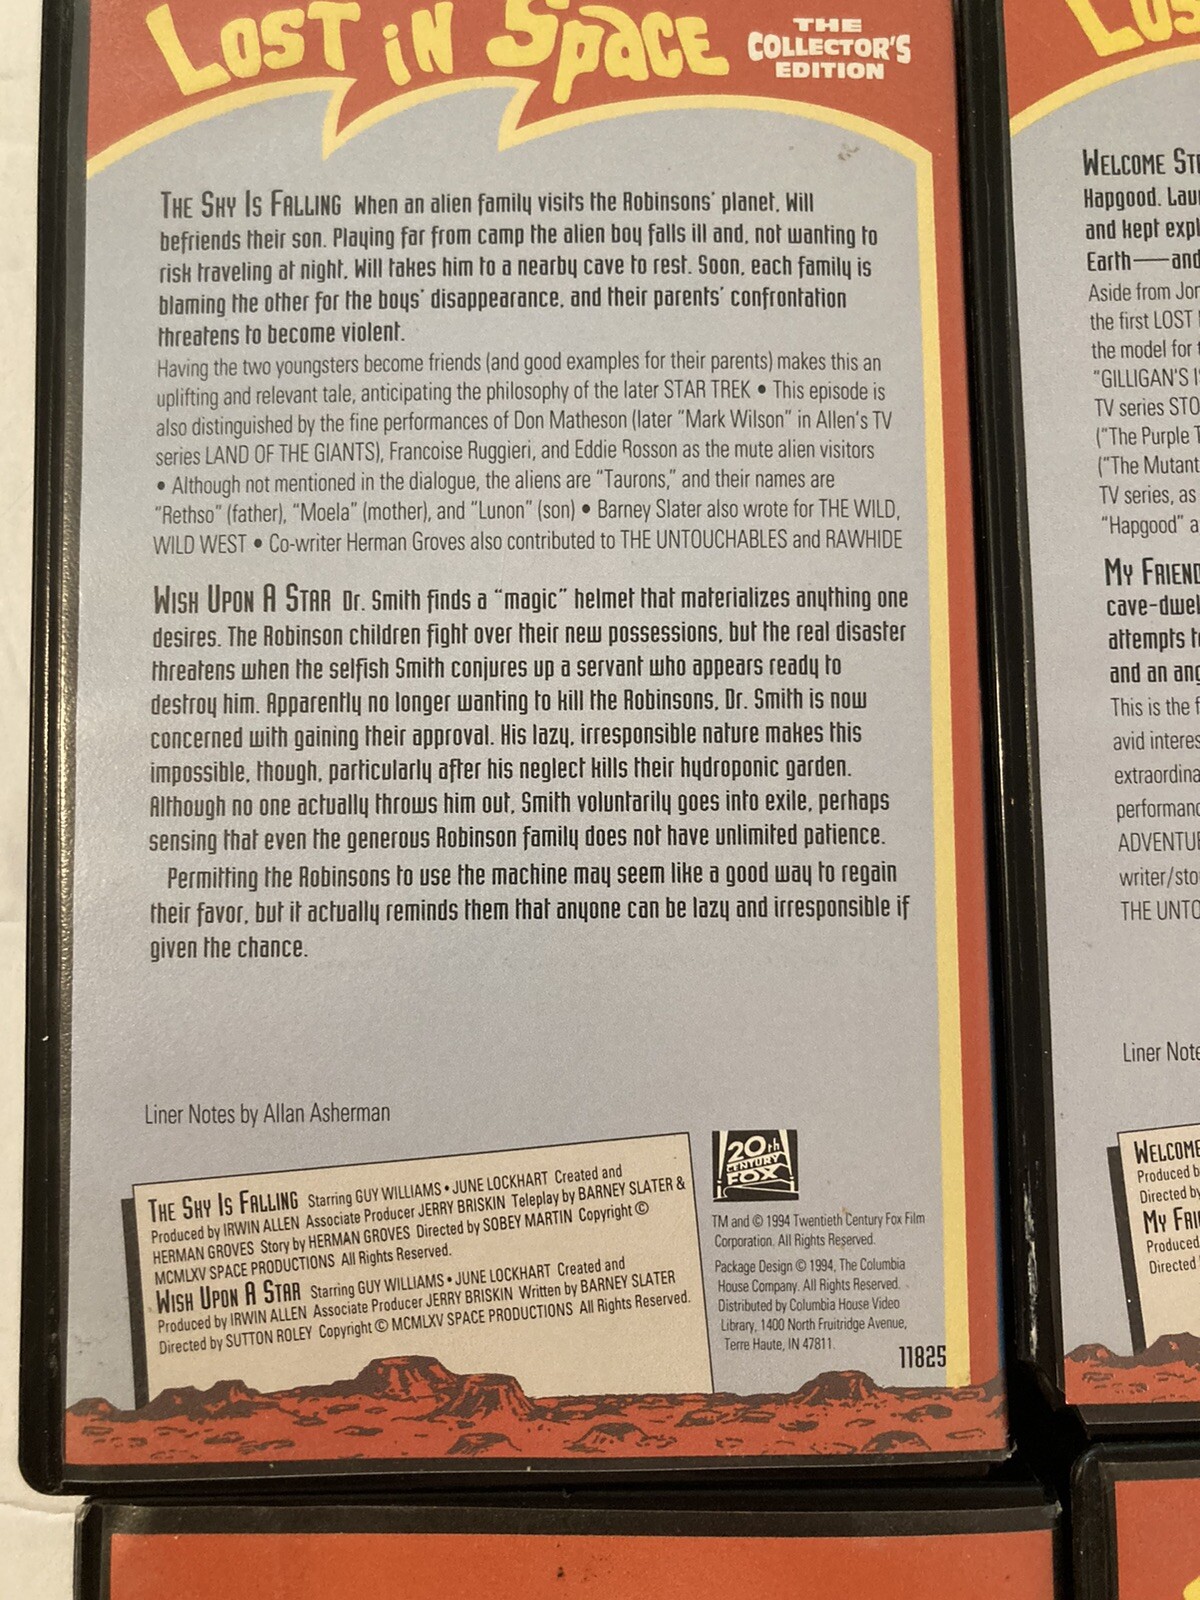 LOST iN SpaCE
THE
COLLECTOR'S
EDITION
THE SKY IS FALLING When an alien family visits the Robinsons' planet, Will
befriends their son. Playing far from camp the alien boy falls ill and, not wanting to
risk traveling at night, Will takes him to a nearby cave to rest. Soon, each family is
blaming the other for the boys' disappearance, and their parents' confrontation
threatens to become violent.
Having the two youngsters become friends (and good examples for their parents) makes this an
uplifting and relevant tale, anticipating the philosophy of the later STAR TREK • This episode is
also distinguished by the fine performances of Don Matheson (later "Mark Wilson" in Allen's TV
series LAND OF THE GIANTS), Francoise Ruggieri, and Eddie Rosson as the mute alien visitors
• Although not mentioned in the dialogue, the aliens are "Taurons," and their names are
"Rethso" (father), "Moela" (mother), and "Lunon" (son) • Barney Slater also wrote for THE WILD,
WILD WEST • Co-writer Herman Groves also contributed to THE UNTOUCHABLES and RAWHIDE
WISH UPON A STAR Dr. Smith finds a "magic" helmet that materializes anything one
desires. The Robinson children fight over their new possessions, but the real disaster
threatens when the selfish Smith conjures up a servant who appears ready to
destroy him. Apparently no longer wanting to kill the Robinsons, Dr. Smith is now
concerned with gaining their approval. His lazy, irresponsible nature makes this
impossible, though, particularly after his neglect kills their hydroponic garden.
Although no one actually throws him out, Smith voluntarily goes into exile, perhaps
sensing that even the generous Robinson family does not have unlimited patience.
Permitting the Robinsons to use the machine may seem like a good way to regain
their favor, but it actually reminds them that anyone can be lazy and irresponsible if
given the chance.
Liner Notes by Allan Asherman
THE SKY IS FALLING Starring GUY WILLIAMS • JUNE LOCKHART Created and
Produced by IRWIN ALLEN Associate Producer JERRY BRISKIN Teleplay by BARNEY SLATER &
HERMAN GROVES Story by HERMAN GROVES Directed by SOBEY MARTIN Copyright ©
MCMLXV SPACE PRODUCTIONS All Rights Reserved.
WISH UPON A STAR Starring GUY WILLIAMS • JUNE LOCKHART Created and
Produced by IRWIN ALLEN Associate Producer JERRY BRISKIN Written by BARNEY SLATER
Directed by SUTTON ROLEY Copyright © MCMLXV SPACE PRODUCTIONS All Rights Reserved.
20th
CENTURY
FOX
TM and © 1994 Twentieth Century Fox Film
Corporation. All Rights Reserved.
Package Design © 1994, The Columbia
House Company. All Rights Reserved.
Distributed by Columbia House Video
Library, 1400 North Fruitridge Avenue,
Terre Haute, IN 47811.
11825
WELCOME
Hapgood.
and kept
Earth—and
Aside from
the first LOST
the model for
"GILLIGAN'S
TV series
("The Purple
("The
TV series, as
"Hapgood"
MY
cave-
attempts
and an
This is the
avid
ADVENTU
writer/
THE UNTO
Liner
WELCOME
Produced
Directed
MY
Produced
Directed